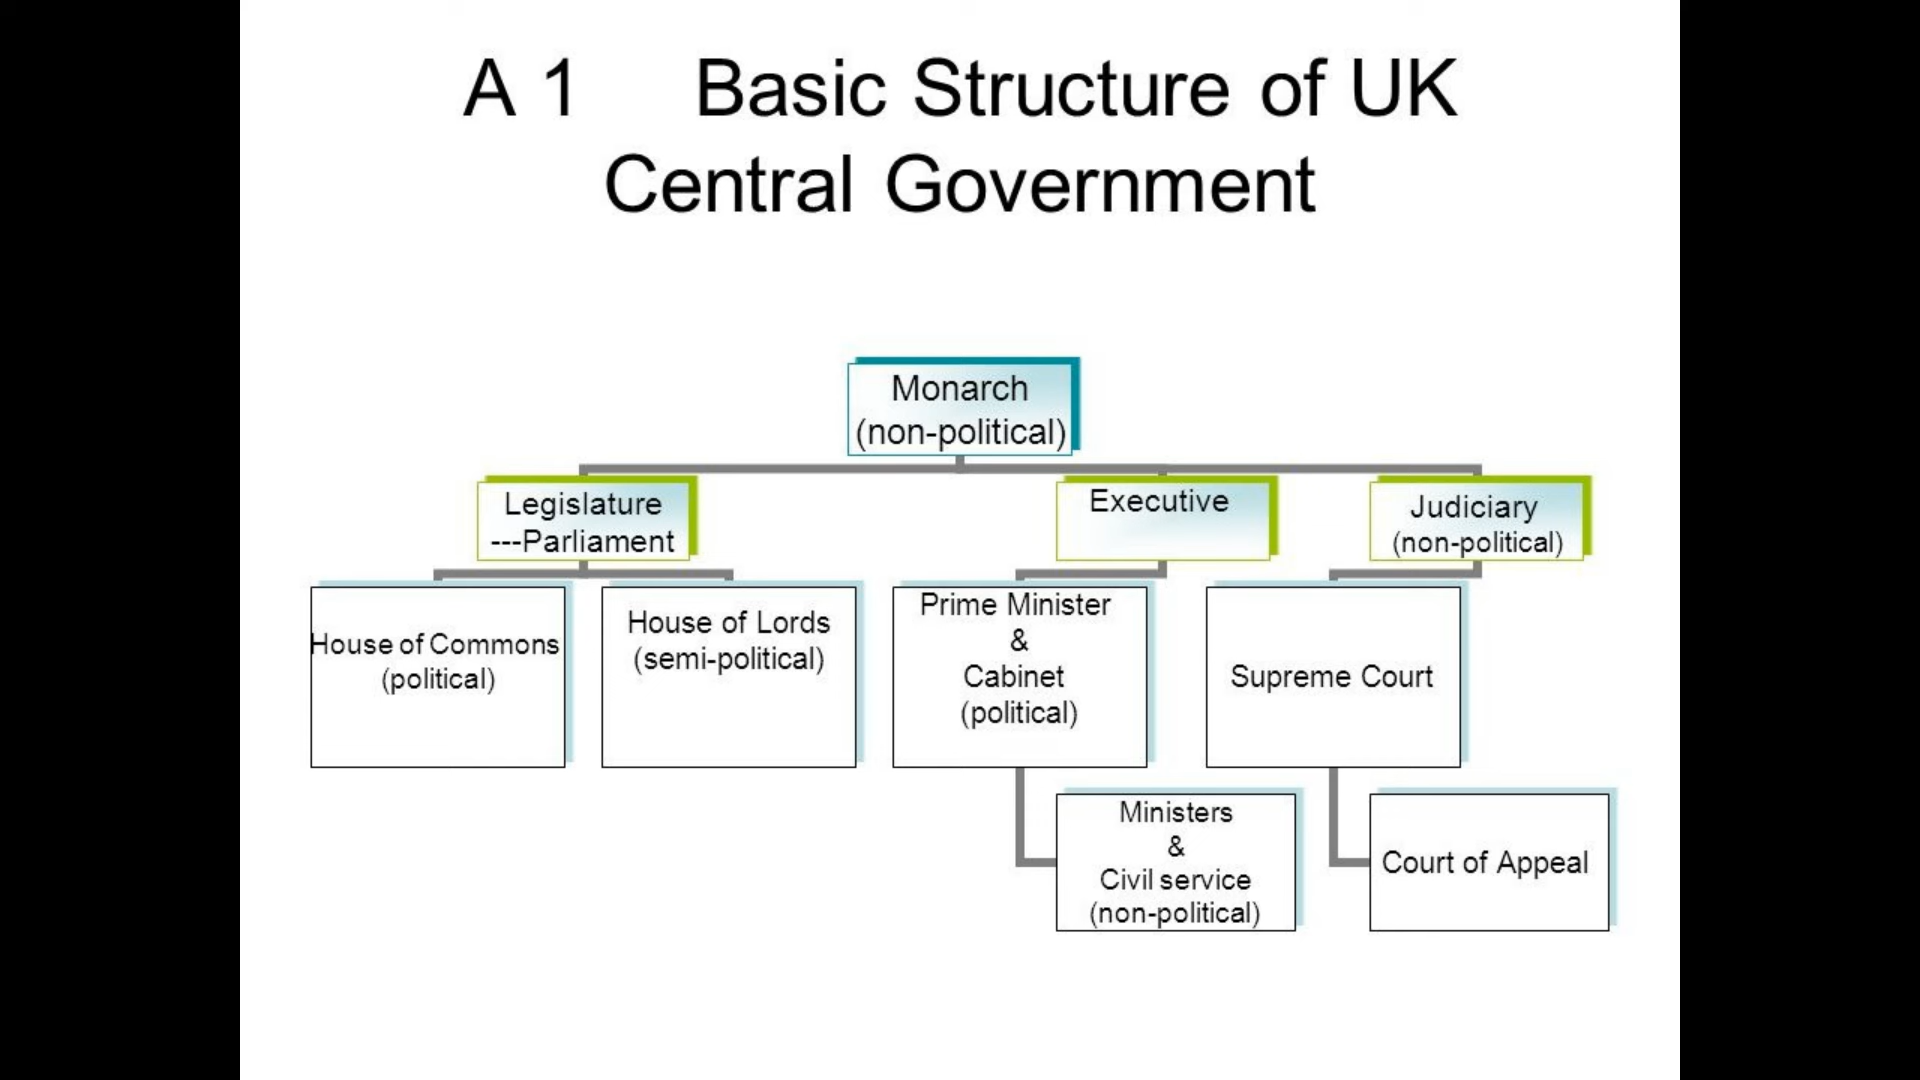 A 1 Basic Structure of UK
Central Government
Monarch
(non-political)
Legislature
---Parliament
Executive
Judiciary
(non-political)
House of Commons
(political)
House of Lords
(semi-political)
Prime Minister
&
Cabinet
(political)
Supreme Court
Ministers
&
Civil service
(non-political)
Court of Appeal